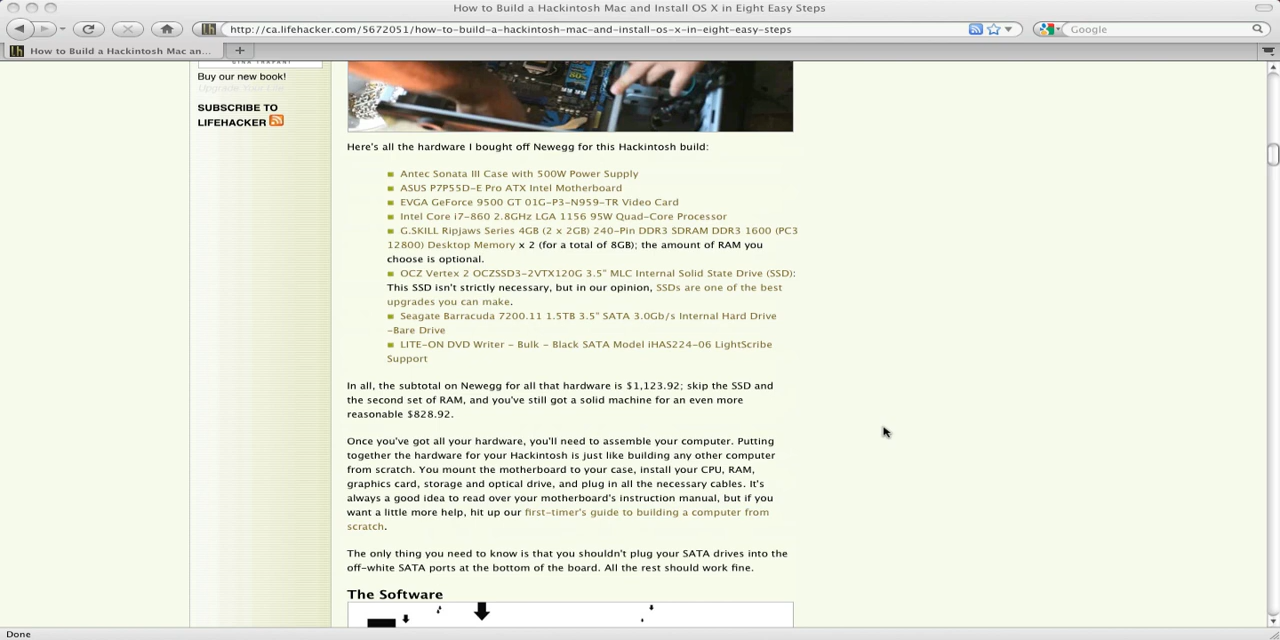 How to Build a Hackintosh Mac and Install OS X in Eight Easy Steps
http://ca.lifehacker.com/5672051/how-to-build-a-hackintosh-mac-and-install-os-x-in-eight-easy-steps
Google
How to Build a Hackintosh Mac an...
Buy our new book!
Upgrade Your Life
SUBSCRIBE TO
LIFEHACKER
Here's all the hardware I bought off Newegg for this Hackintosh build:
Antec Sonata III Case with 500W Power Supply
ASUS P7P55D-E Pro ATX Intel Motherboard
EVGA GeForce 9500 GT 01G-P3-N959-TR Video Card
Intel Core i7-860 2.8GHz LGA 1156 95W Quad-Core Processor
G.SKILL Ripjaws Series 4GB (2 x 2GB) 240-Pin DDR3 SDRAM DDR3 1600 (PC3
12800) Desktop Memory x 2 (for a total of 8GB); the amount of RAM you
choose is optional.
OCZ Vertex 2 OCZSSD3-2VTX120G 3.5" MLC Internal Solid State Drive (SSD):
This SSD isn't strictly necessary, but in our opinion, SSDs are one of the best
upgrades you can make.
Seagate Barracuda 7200.11 1.5TB 3.5" SATA 3.0Gb/s Internal Hard Drive
-Bare Drive
LITE-ON DVD Writer - Bulk - Black SATA Model iHAS224-06 LightScribe
Support
In all, the subtotal on Newegg for all that hardware is $1,123.92; skip the SSD and
the second set of RAM, and you've still got a solid machine for an even more
reasonable $828.92.
Once you've got all your hardware, you'll need to assemble your computer. Putting
together the hardware for your Hackintosh is just like building any other computer
from scratch. You mount the motherboard to your case, install your CPU, RAM,
graphics card, storage and optical drive, and plug in all the necessary cables. It's
always a good idea to read over your motherboard's instruction manual, but if you
want a little more help, hit up our first-timer's guide to building a computer from
scratch.
The only thing you need to know is that you shouldn't plug your SATA drives into the
off-white SATA ports at the bottom of the board. All the rest should work fine.
The Software
Done